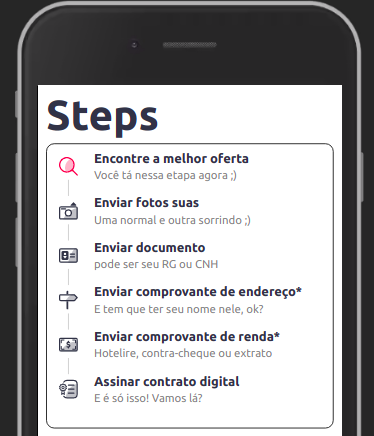 Steps
Encontre a melhor oferta
Você tá nessa etapa agora ;)
Enviar fotos suas
Uma normal e outra sorrindo ;)
Enviar documento
pode ser seu RG ou CNH
Enviar comprovante de endereço*
E tem que ter seu nome nele, ok?
Enviar comprovante de renda*
Hotelire, contra-cheque ou extrato
Assinar contrato digital
E é só isso! Vamos lá?